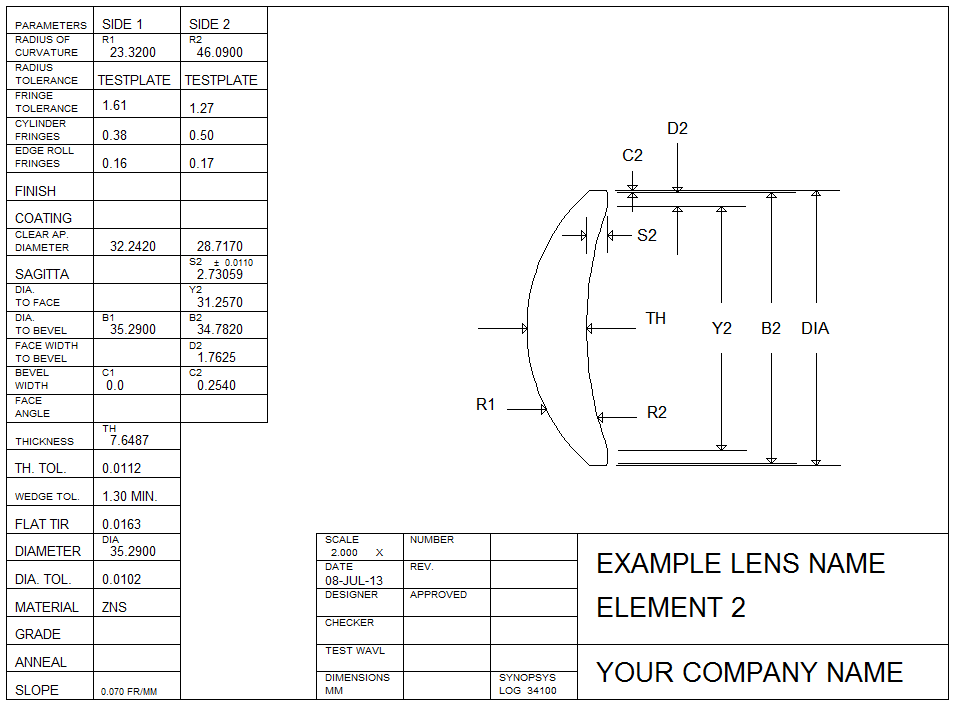 PARAMETERS SIDE 1 SIDE 2
RADIUS OF R1 R2
CURVATURE 23.3200 46.0900
RADIUS
TOLERANCE TESTPLATE TESTPLATE
FRINGE
TOLERANCE 1.61 1.27
CYLINDER
FRINGES 0.38 0.50
EDGE ROLL
FRINGES 0.16 0.17
FINISH
COATING
CLEAR AP.
DIAMETER 32.2420 28.7170
S2 ± 0.0110
SAGITTA 2.73059
DIA. Y2
TO FACE 31.2570
DIA. B1 B2
TO BEVEL 35.2900 34.7820
FACE WIDTH D2
TO BEVEL 1.7625
BEVEL C1 C2
WIDTH 0.0 0.2540
FACE
ANGLE
TH
THICKNESS 7.6487
TH. TOL. 0.0112
WEDGE TOL. 1.30 MIN.
FLAT TIR 0.0163
DIA
DIAMETER 35.2900
DIA. TOL. 0.0102
MATERIAL ZNS
GRADE
ANNEAL
SLOPE 0.070 FR/MM
D2
C2
S2
TH
Y2 B2 DIA
R1
R2
SCALE NUMBER
2.000 X
DATE REV.
08-JUL-13
DESIGNER APPROVED
CHECKER
TEST WAVL
DIMENSIONS SYNOPSYS
MM LOG 34100
EXAMPLE LENS NAME
ELEMENT 2
YOUR COMPANY NAME